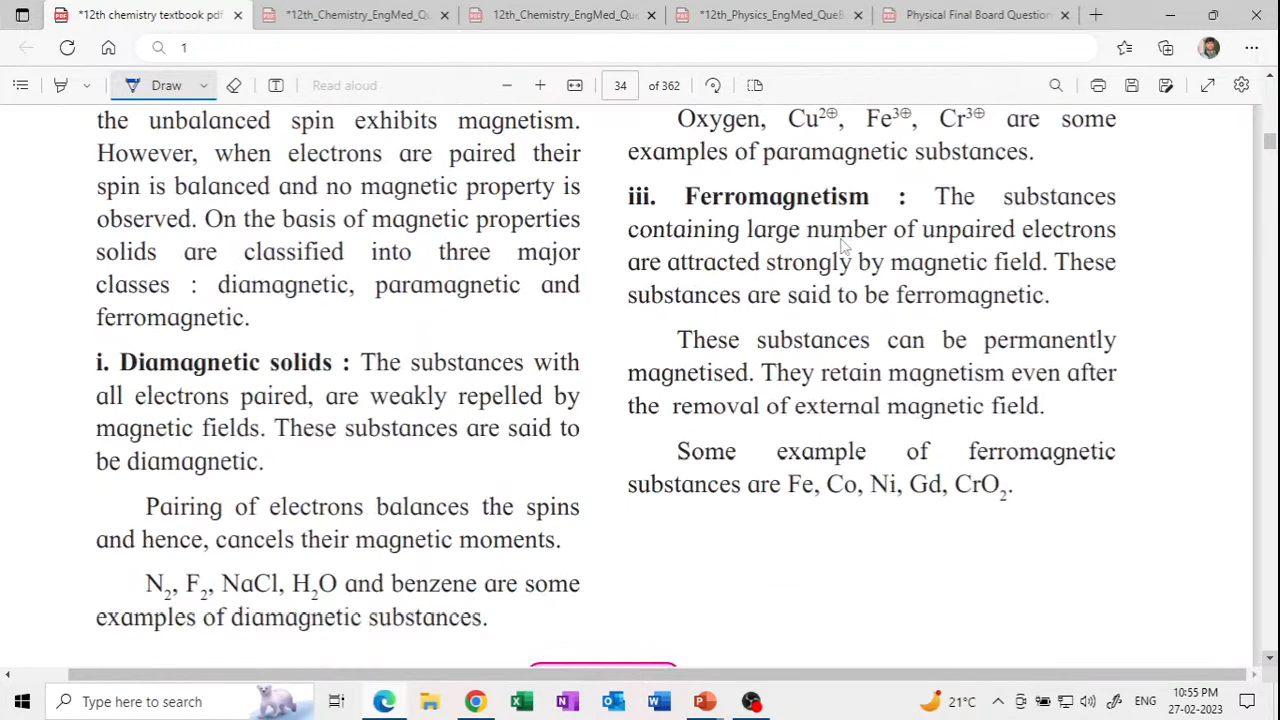 *12th chemistry textbook pdf
*12th_Chemistry_EngMed_Qu
12th_Chemistry_EngMed_Que
*12th_Physics_EngMed_QueB
Physical Final Board Question
1
Draw
Read aloud
34 of 362
the unbalanced spin exhibits magnetism.
However, when electrons are paired their
spin is balanced and no magnetic property is
observed. On the basis of magnetic properties
solids are classified into three major
classes : diamagnetic, paramagnetic and
ferromagnetic.
i. Diamagnetic solids : The substances with
all electrons paired, are weakly repelled by
magnetic fields. These substances are said to
be diamagnetic.
Pairing of electrons balances the spins
and hence, cancels their magnetic moments.
N₂, F₂, NaCl, H₂O and benzene are some
examples of diamagnetic substances.
Oxygen, Cu²⊕, Fe³⊕, Cr³⊕ are some
examples of paramagnetic substances.
iii. Ferromagnetism : The substances
containing large number of unpaired electrons
are attracted strongly by magnetic field. These
substances are said to be ferromagnetic.
These substances can be permanently
magnetised. They retain magnetism even after
the removal of external magnetic field.
Some example of ferromagnetic
substances are Fe, Co, Ni, Gd, CrO₂.
Type here to search
21°C
ENG
10:55 PM
27-02-2023